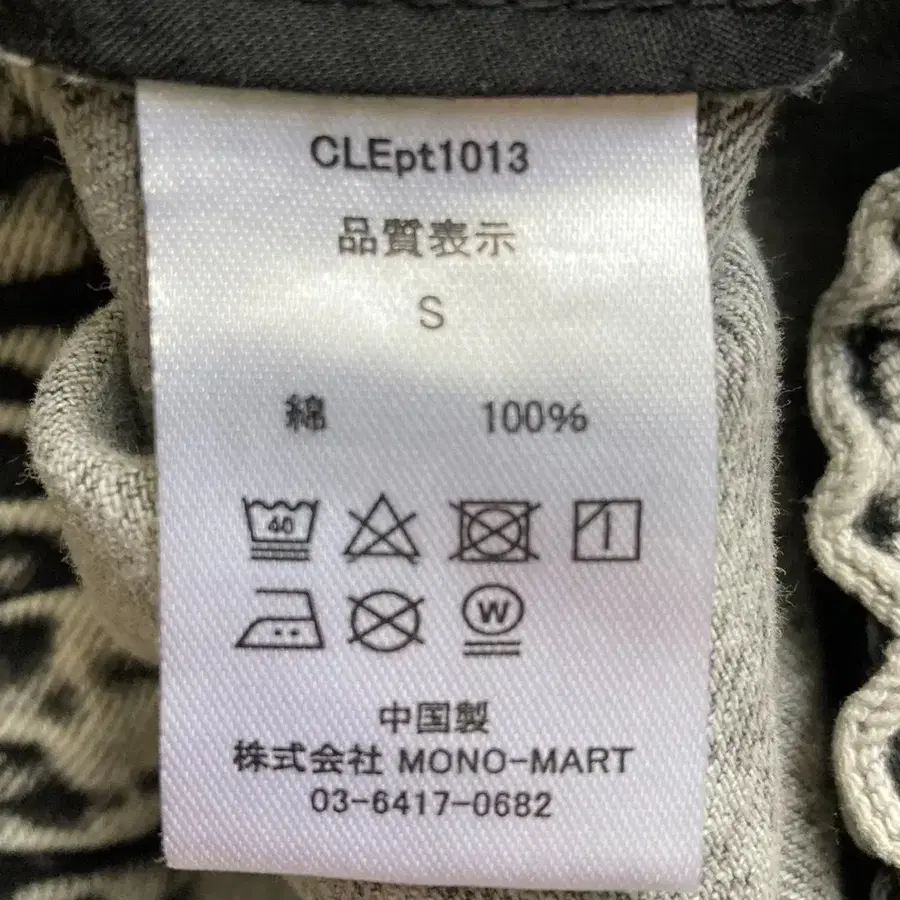 CLEpt1013
品質表示
S
綿 100%
40
W
中国製
株式会社 MONO-MART
03-6417-0682